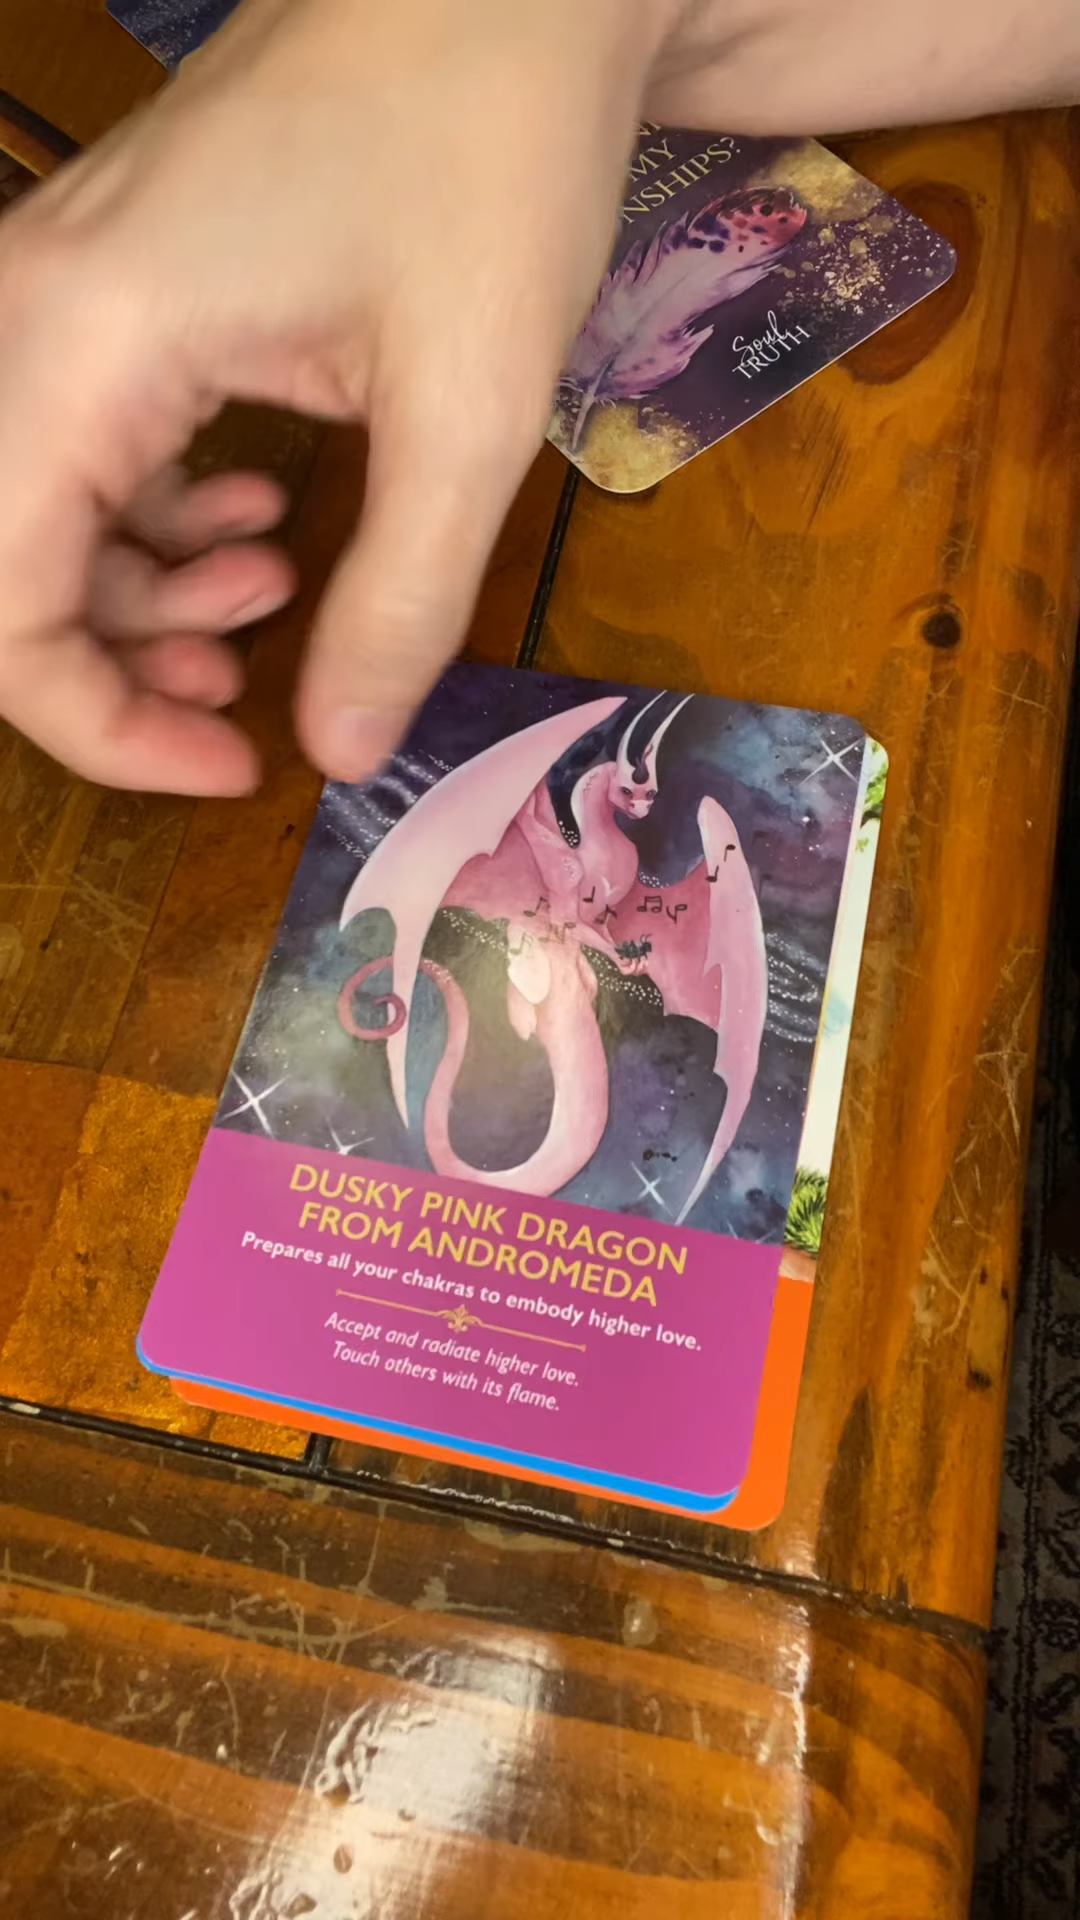 MY
NSHIPS?
Soul
TRUTH
DUSKY PINK DRAGON
FROM ANDROMEDA
Prepares all your chakras to embody higher love.
Accept and radiate higher love.
Touch others with its flame.